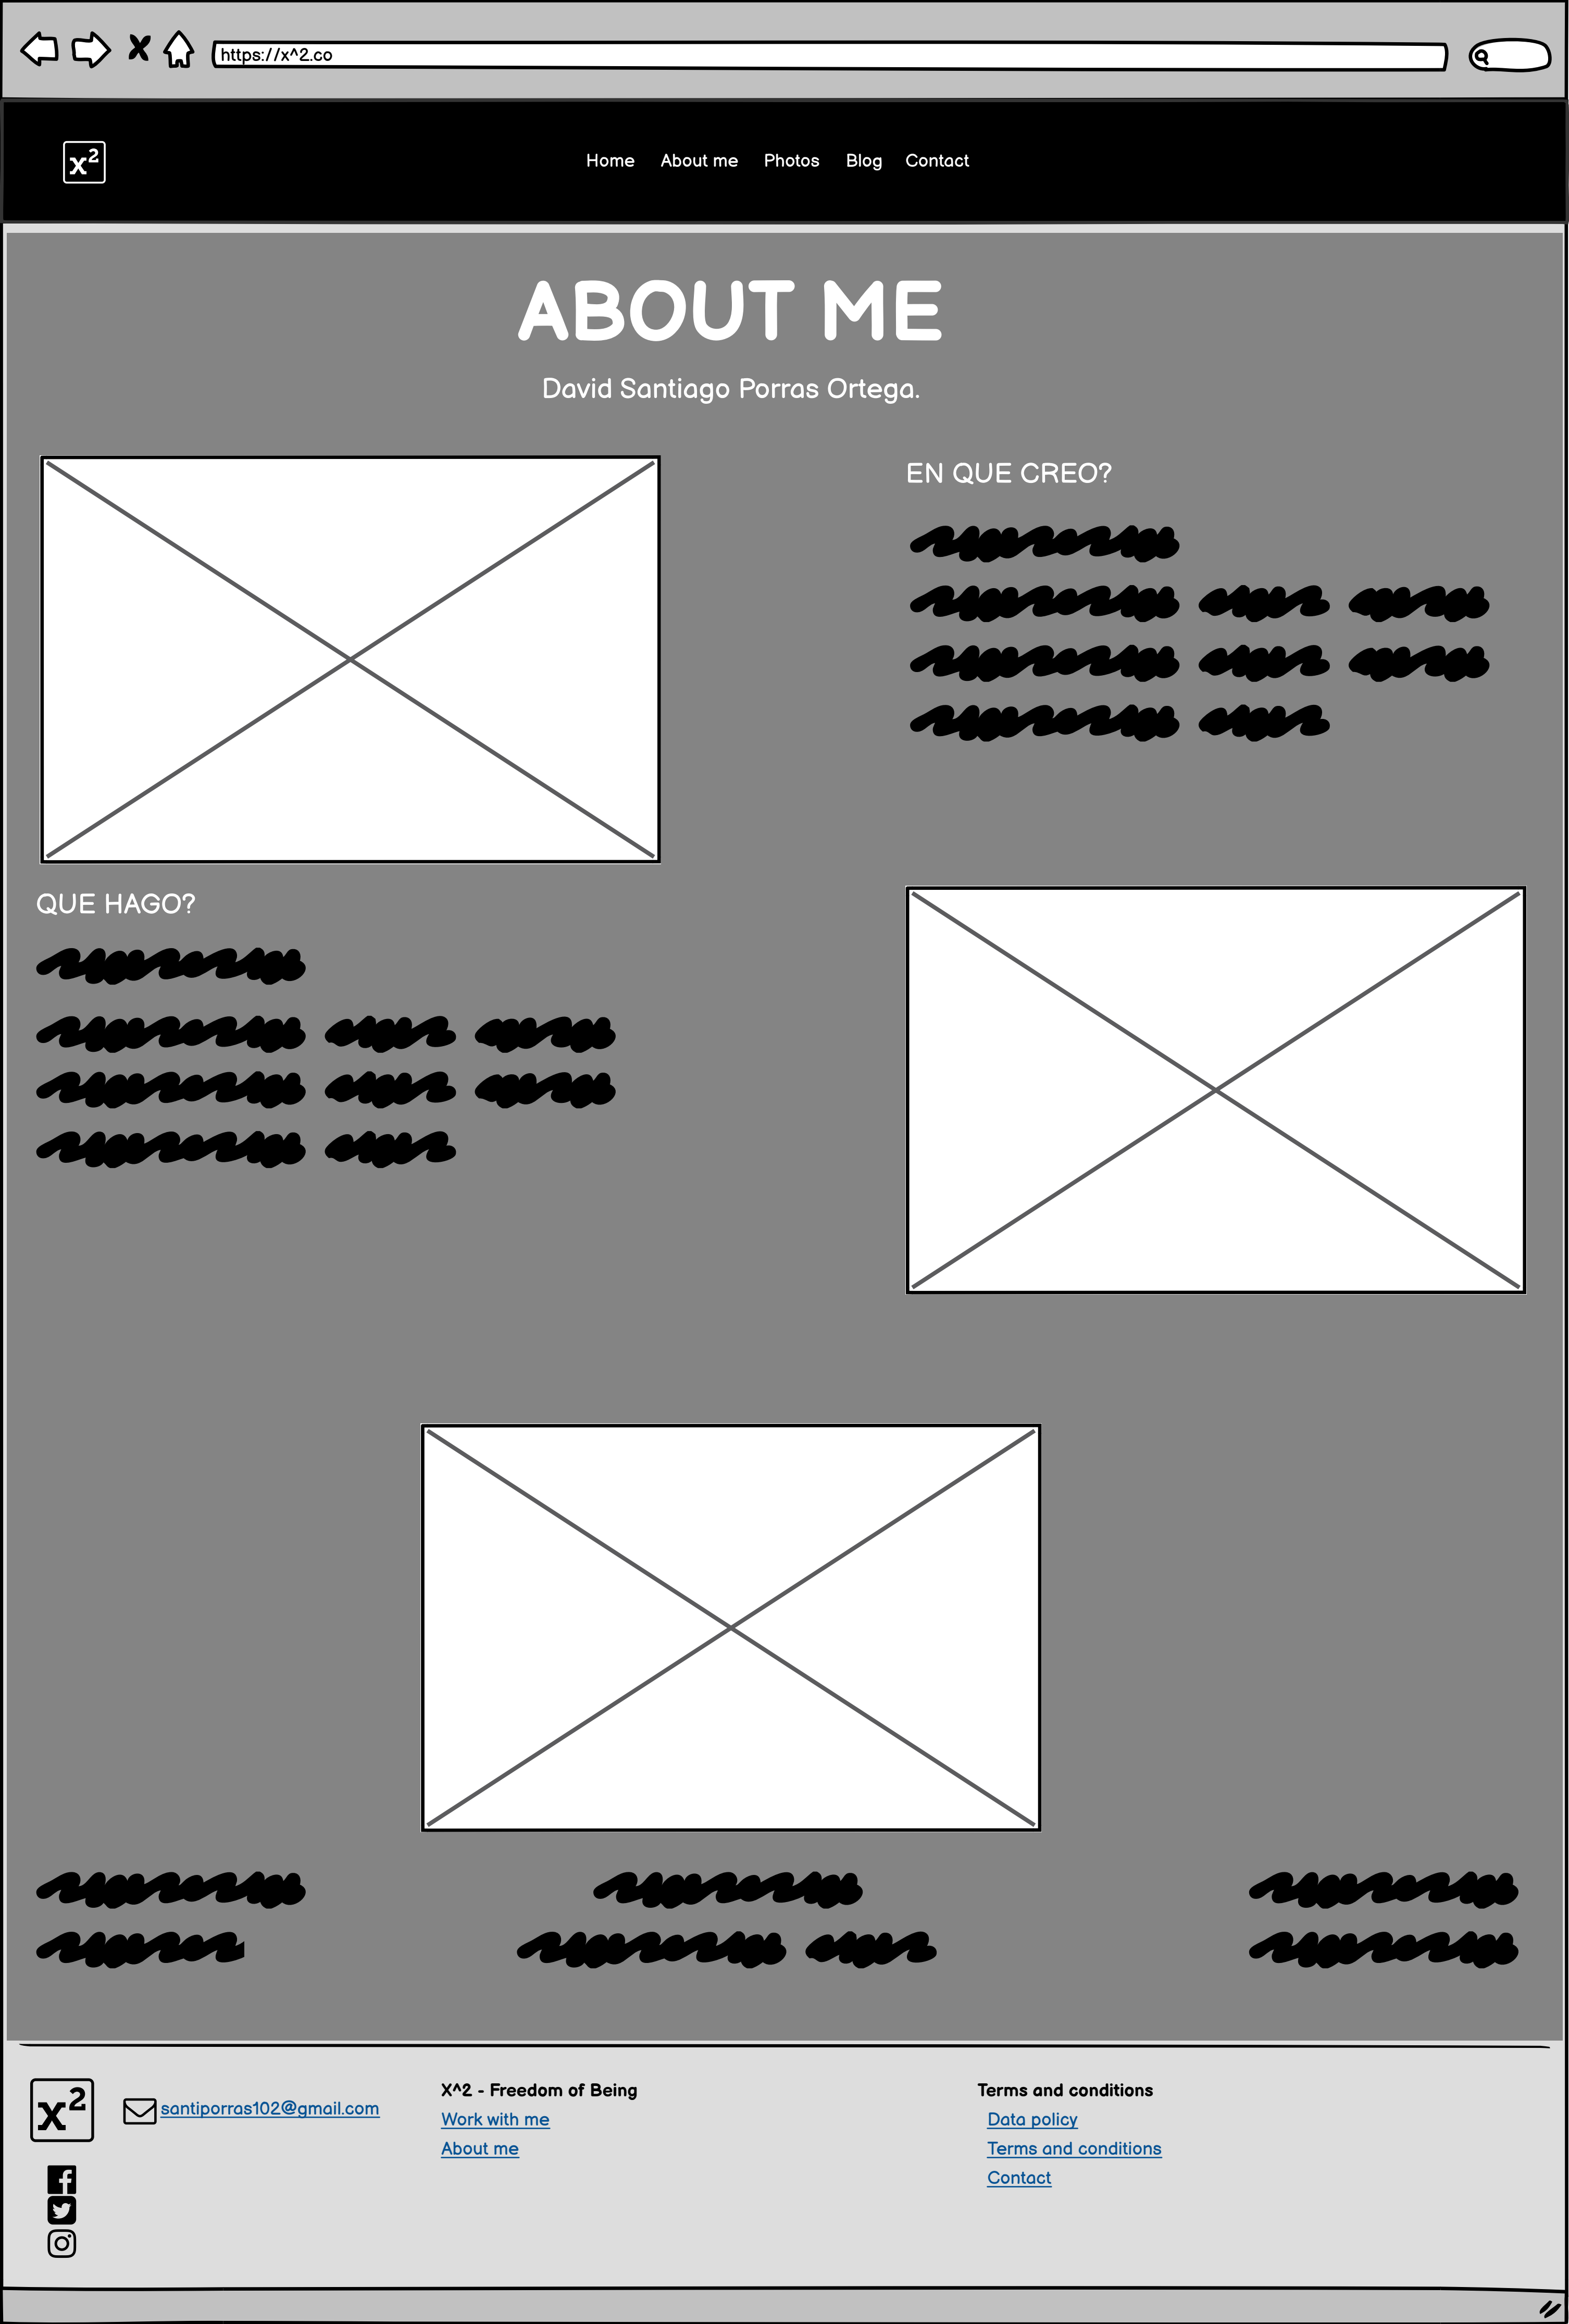 https://x^2.co
x²
Home About me Photos Blog Contact
ABOUT ME
David Santiago Porras Ortega.
EN QUE CREO?
QUE HAGO?
x²
santiporras102@gmail.com
X^2 - Freedom of Being
Work with me
About me
Terms and conditions
Data policy
Terms and conditions
Contact